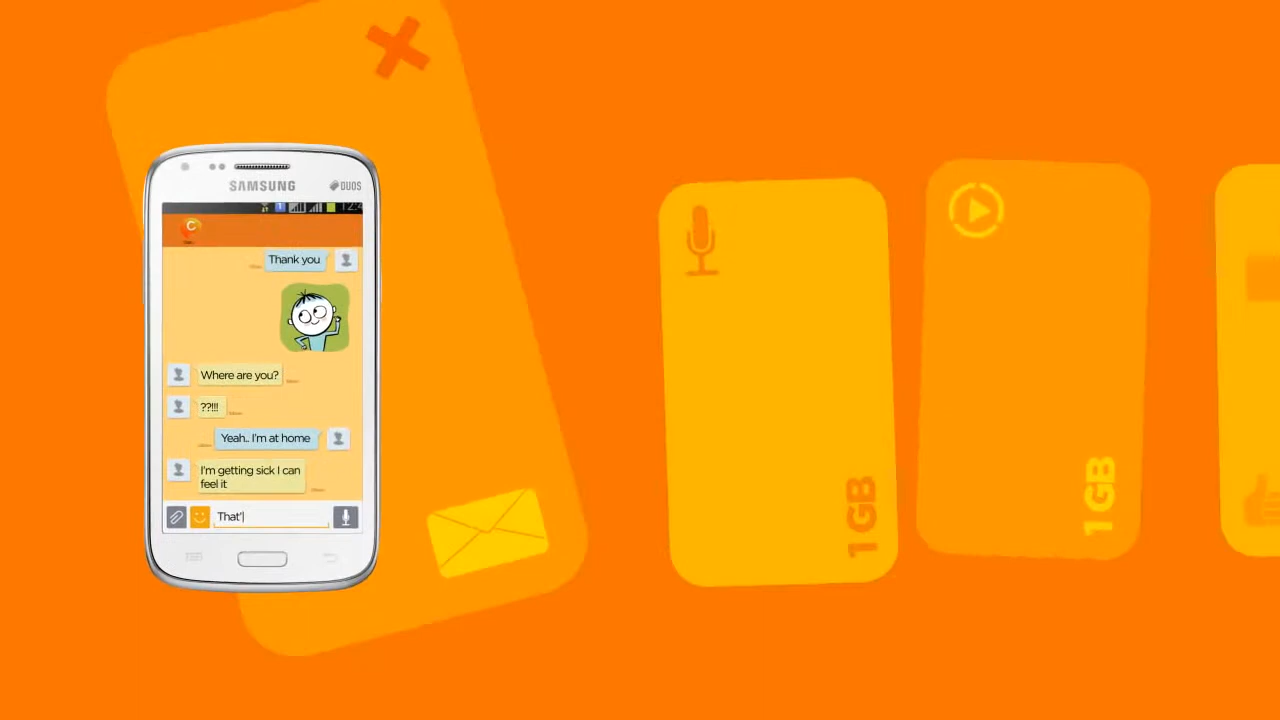 SAMSUNG
DUOS
C
Thank you
Where are you?
??!!!
Yeah.. I'm at home
I'm getting sick I can
feel it
That'
1GB
1GB